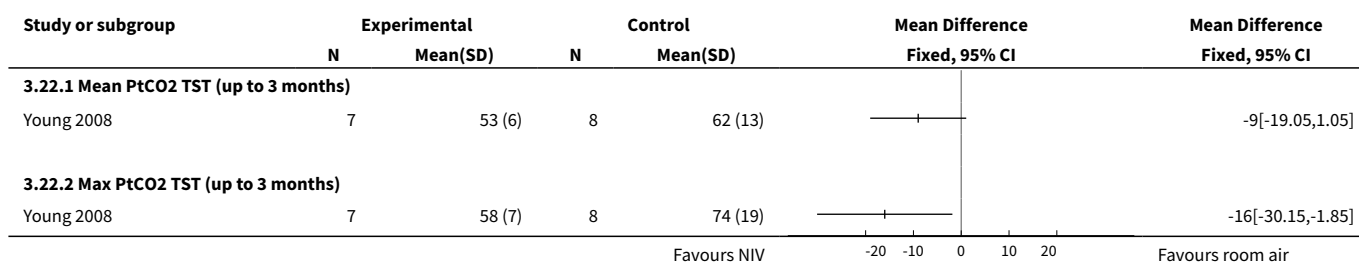 Study or subgroup Experimental Control Mean Difference Mean Difference
N Mean(SD) N Mean(SD) Fixed, 95% CI Fixed, 95% CI
3.22.1 Mean PtCO2 TST (up to 3 months)
Young 2008 7 53 (6) 8 62 (13) -9[-19.05,1.05]
3.22.2 Max PtCO2 TST (up to 3 months)
Young 2008 7 58 (7) 8 74 (19) -16[-30.15,-1.85]
Favours NIV -20 -10 0 10 20 Favours room air